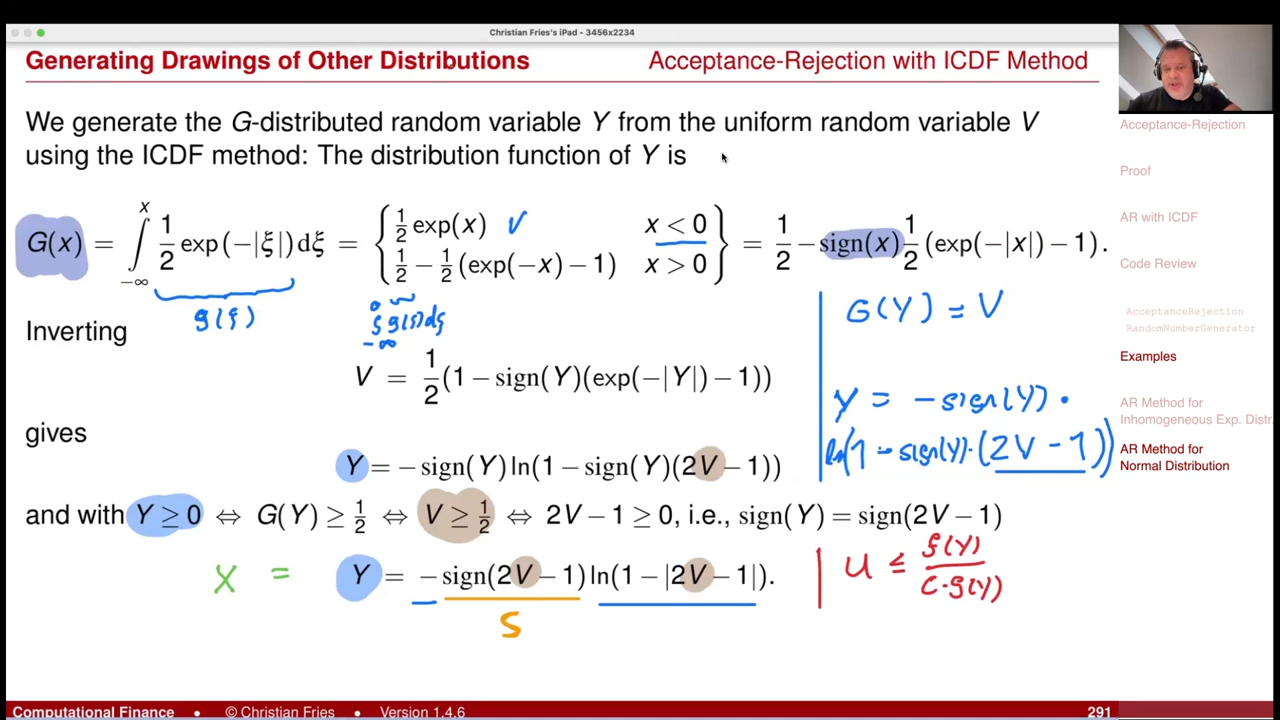 Christian Fries's iPad - 3456x2234
Generating Drawings of Other Distributions
Acceptance-Rejection with ICDF Method
We generate the G-distributed random variable Y from the uniform random variable V
using the ICDF method: The distribution function of Y is
G(x) = ∫_{-∞}^{x} 1/2 exp(−|ξ|)dξ = { 1/2 exp(x) V x < 0
1/2 − 1/2 (exp(−x) − 1) x > 0 } = 1/2 − sign(x) 1/2 (exp(−|x|) − 1).
g(ξ)
∫_{-∞}^{0} g(ξ)dξ
G(Y) = V
Inverting
V = 1/2 (1 − sign(Y)(exp(−|Y|) − 1))
Y = −sign(Y) ·
ln(1 − sign(Y)·(2V − 1))
gives
Y = −sign(Y) ln(1 − sign(Y)(2V − 1))
and with Y ≥ 0 ⇔ G(Y) ≥ 1/2 ⇔ V ≥ 1/2 ⇔ 2V − 1 ≥ 0, i.e., sign(Y) = sign(2V − 1)
X = Y = −sign(2V − 1) ln(1 − |2V − 1|).
S
U ≤ f(Y)/(C·g(Y))
Acceptance-Rejection
Proof
AR with ICDF
Code Review
AcceptanceRejection
RandomNumberGenerator
Examples
AR Method for
Inhomogeneous Exp. Distr.
AR Method for
Normal Distribution
Computational Finance • © Christian Fries • Version 1.4.6
291